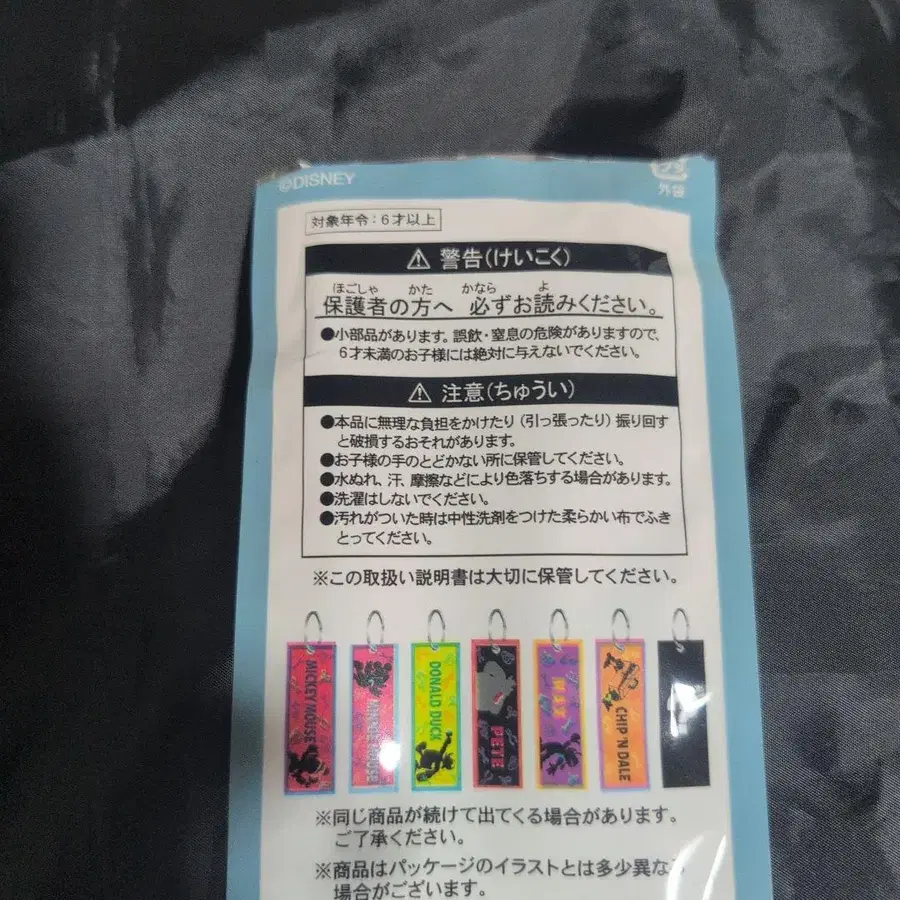 ©DISNEY
プラ
外袋
対象年令：6才以上
⚠ 警告(けいこく)
ほごしゃ かた かなら よ
保護者の方へ 必ずお読みください。
●小部品があります。誤飲・窒息の危険がありますので、
6才未満のお子様には絶対に与えないでください。
⚠ 注意(ちゅうい)
●本品に無理な負担をかけたり（引っ張ったり）振り回す
と破損するおそれがあります。
●お子様の手のとどかない所に保管してください。
●水ぬれ、汗、摩擦などにより色落ちする場合があります。
●洗濯はしないでください。
●汚れがついた時は中性洗剤をつけた柔らかい布でふき
とってください。
※この取扱い説明書は大切に保管してください。
MICKEY MOUSE
MINNIE MOUSE
DONALD DUCK
PETE
CHIP 'N DALE
※同じ商品が続けて出てくる場合があります。
ご了承ください。
※商品はパッケージのイラストとは多少異なる
場合がございます。